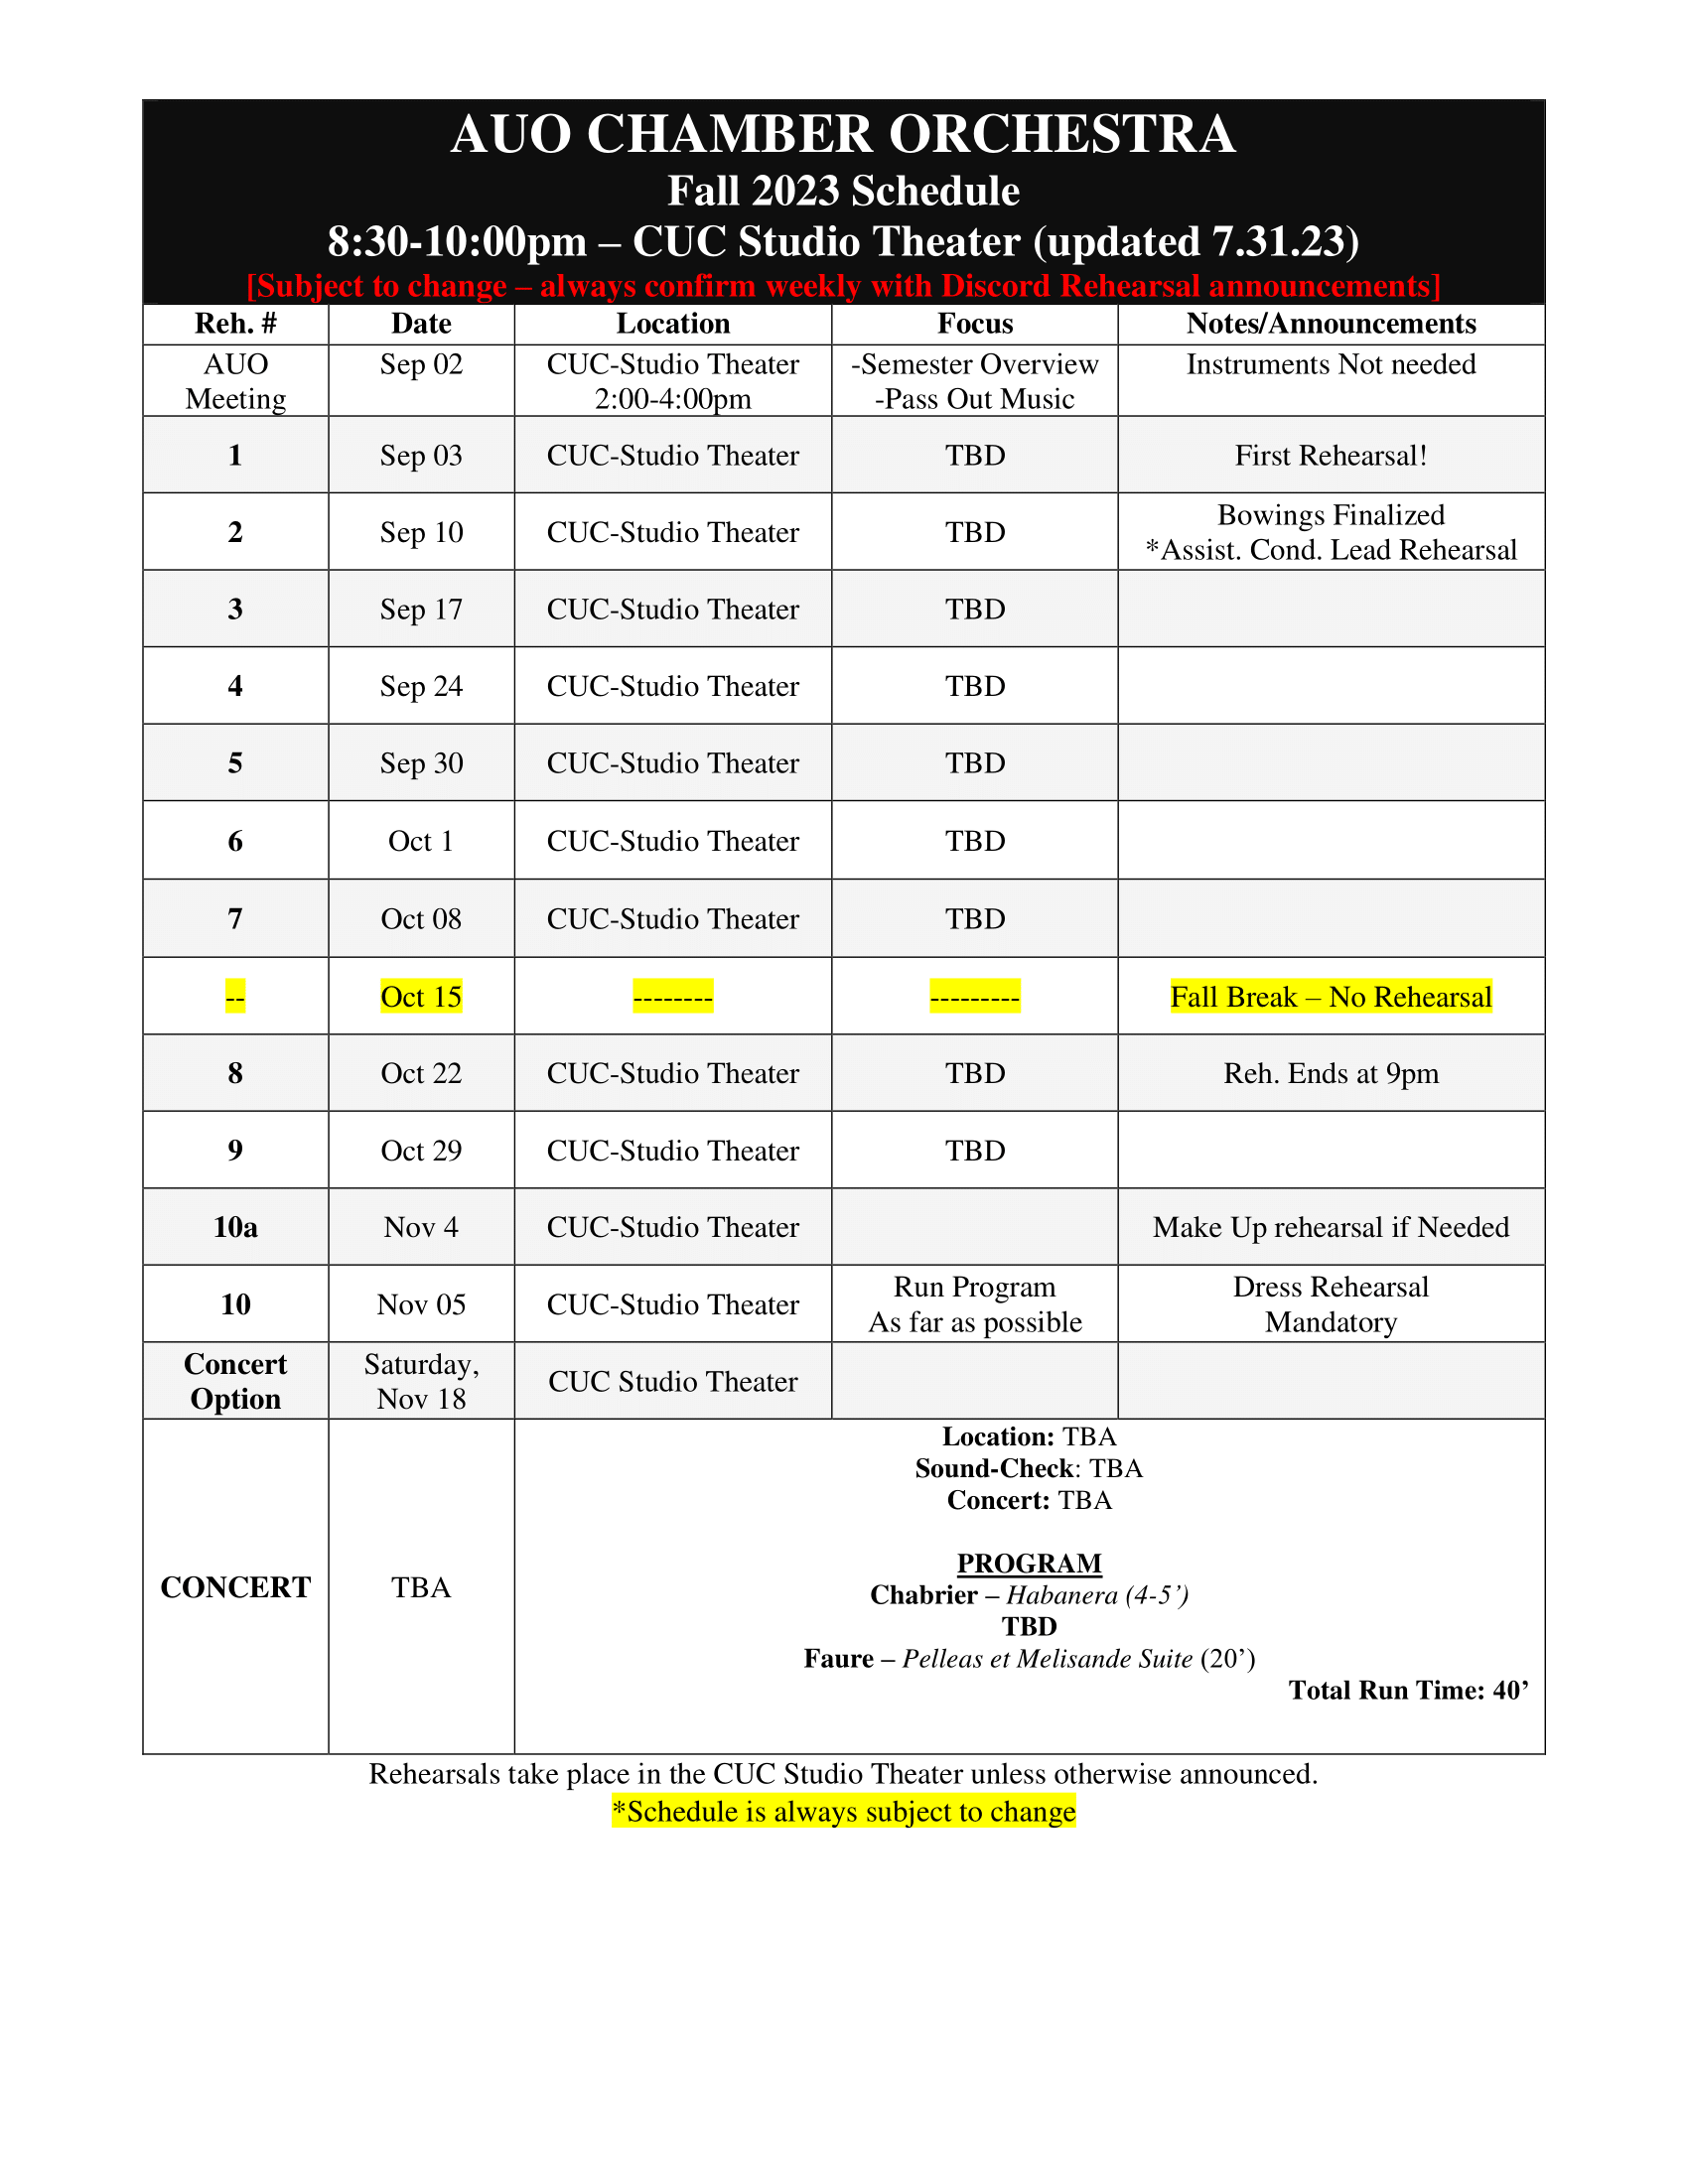 AUO CHAMBER ORCHESTRA
Fall 2023 Schedule
8:30-10:00pm – CUC Studio Theater (updated 7.31.23)
[Subject to change – always confirm weekly with Discord Rehearsal announcements]
Reh. # Date Location Focus Notes/Announcements
AUO Sep 02 CUC-Studio Theater -Semester Overview Instruments Not needed
Meeting 2:00-4:00pm -Pass Out Music
1 Sep 03 CUC-Studio Theater TBD First Rehearsal!
Bowings Finalized
2 Sep 10 CUC-Studio Theater TBD
*Assist. Cond. Lead Rehearsal
3 Sep 17 CUC-Studio Theater TBD
4 Sep 24 CUC-Studio Theater TBD
5 Sep 30 CUC-Studio Theater TBD
6 Oct 1 CUC-Studio Theater TBD
7 Oct 08 CUC-Studio Theater TBD
-- Oct 15 -------- --------- Fall Break – No Rehearsal
8 Oct 22 CUC-Studio Theater TBD Reh. Ends at 9pm
9 Oct 29 CUC-Studio Theater TBD
10a Nov 4 CUC-Studio Theater Make Up rehearsal if Needed
Run Program Dress Rehearsal
10 Nov 05 CUC-Studio Theater
As far as possible Mandatory
Concert Saturday,
CUC Studio Theater
Option Nov 18
Location: TBA
Sound-Check: TBA
Concert: TBA
PROGRAM
CONCERT TBA
Chabrier – Habanera (4-5’)
TBD
Faure – Pelleas et Melisande Suite (20’)
Total Run Time: 40’
Rehearsals take place in the CUC Studio Theater unless otherwise announced.
*Schedule is always subject to change